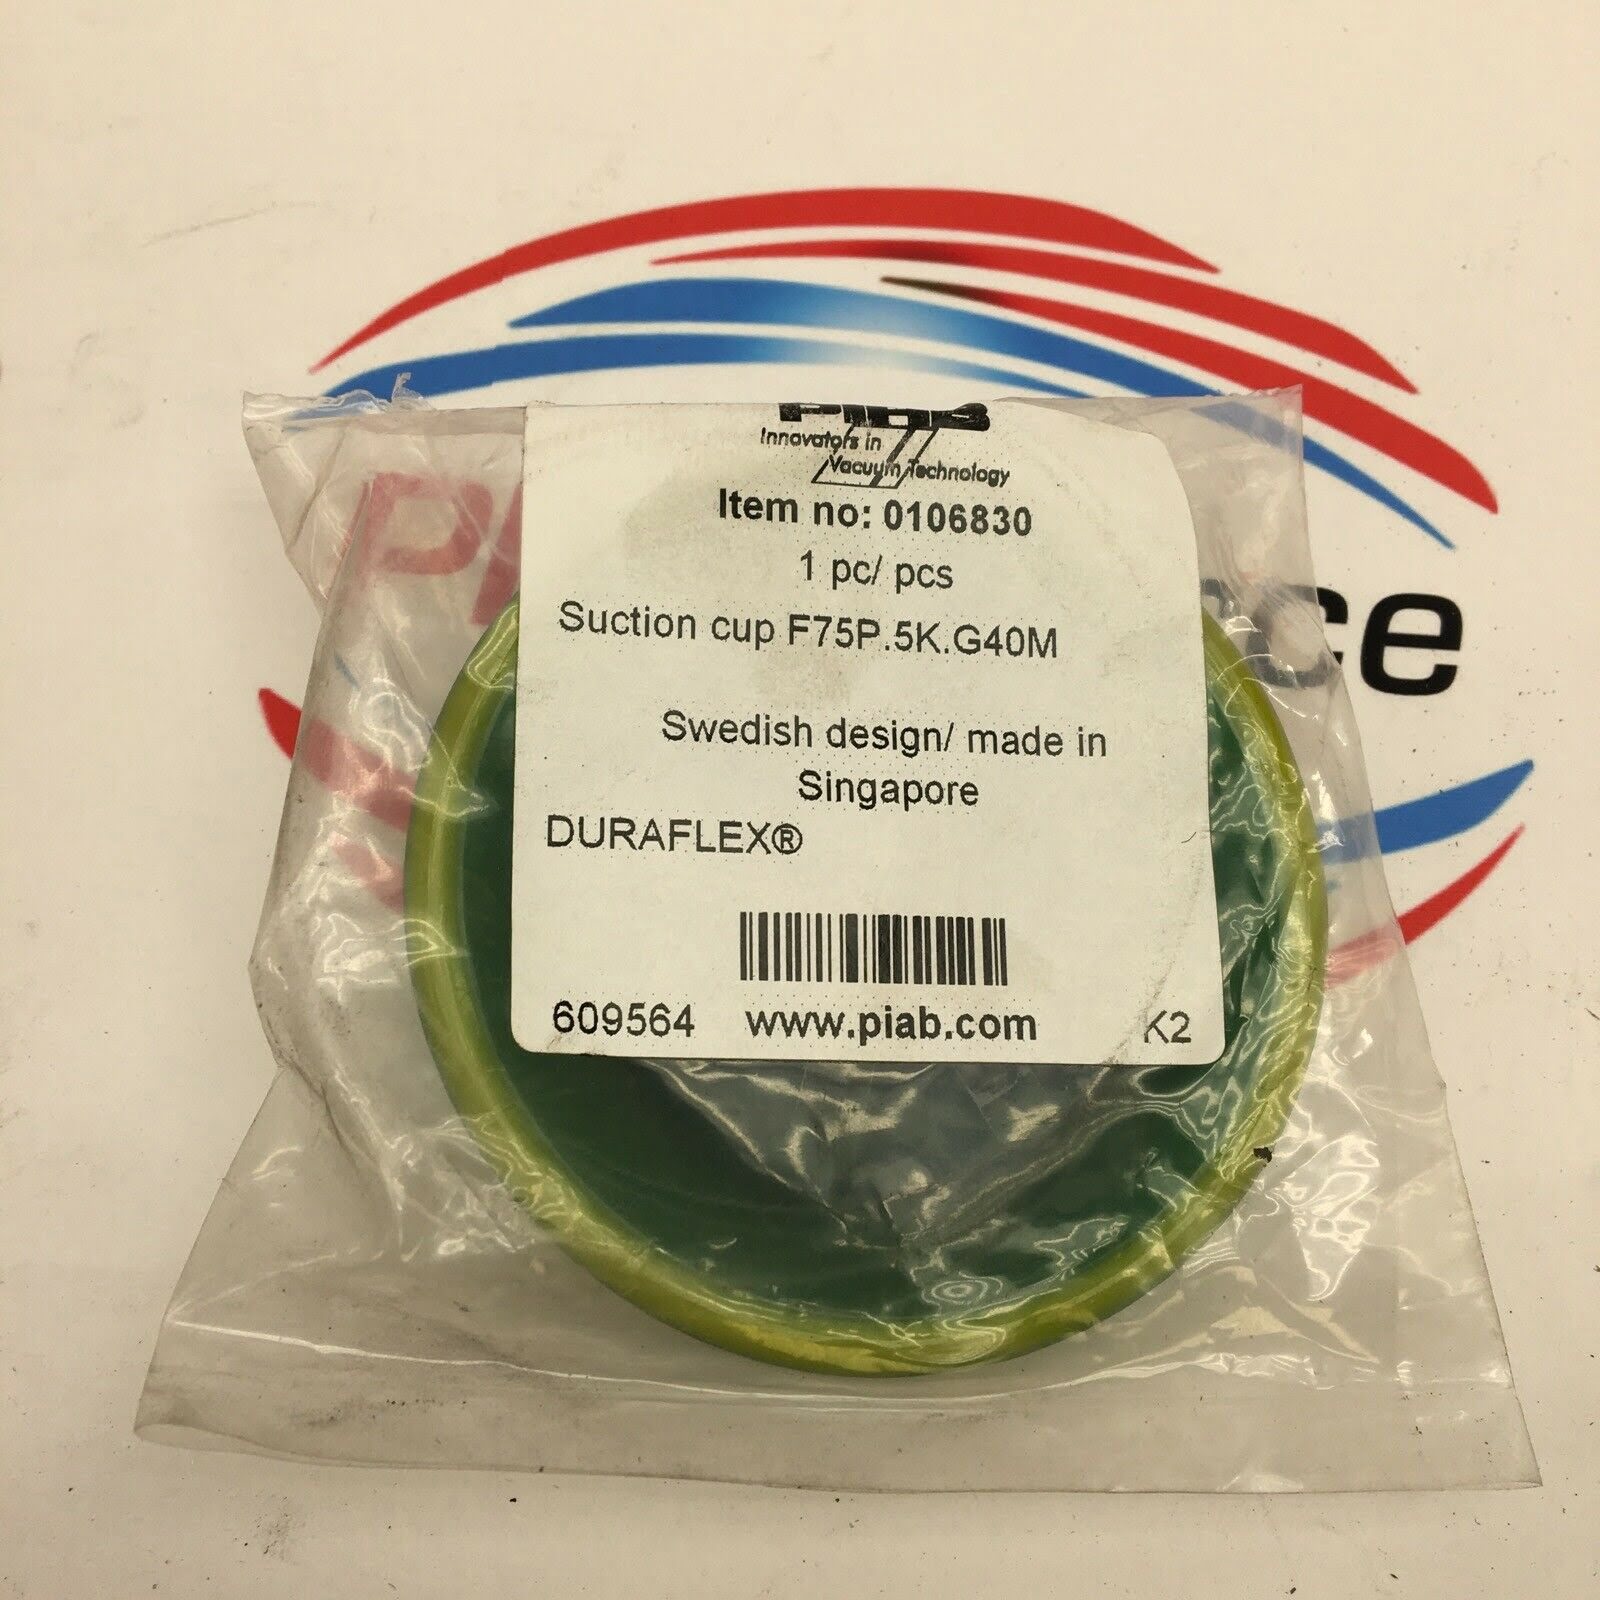 PIAB
Innovators in
Vacuum Technology
Item no: 0106830
1 pc/ pcs
Suction cup F75P.5K.G40M
Swedish design/ made in
Singapore
DURAFLEX®
609564 www.piab.com K2